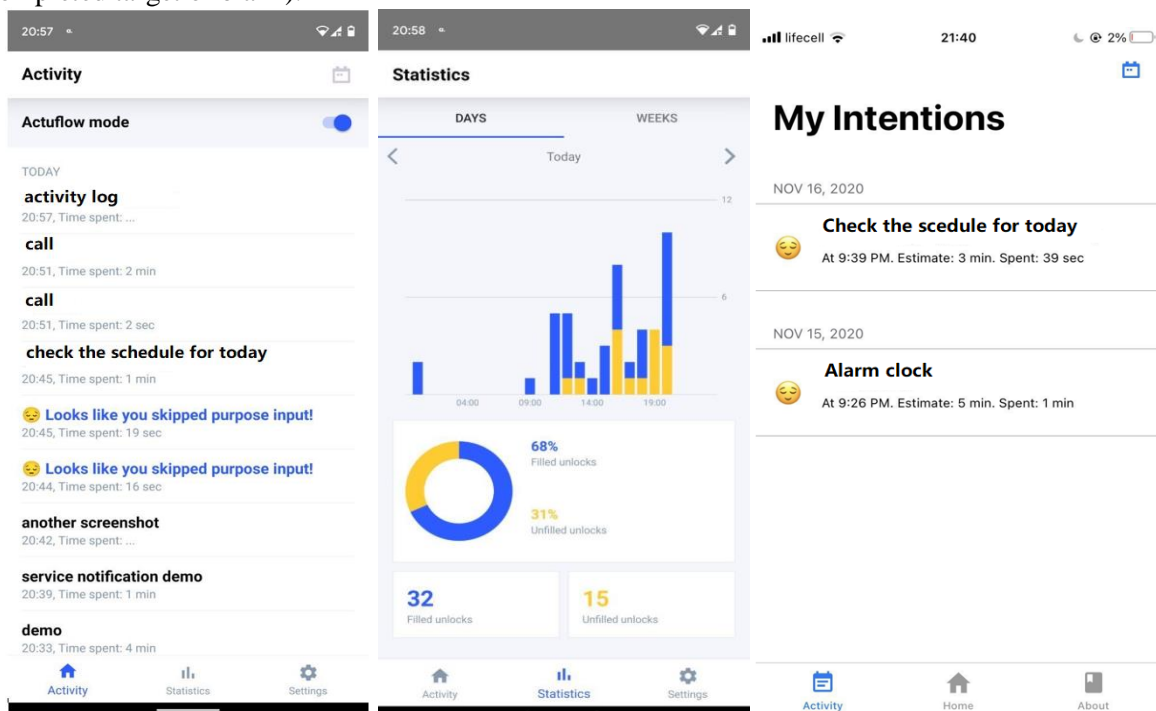 20:57
Activity
Actuflow mode
TODAY
activity log
20:57, Time spent: ...
call
20:51, Time spent: 2 min
call
20:51, Time spent: 2 sec
check the schedule for today
20:45, Time spent: 1 min
😔 Looks like you skipped purpose input!
20:45, Time spent: 19 sec
😔 Looks like you skipped purpose input!
20:44, Time spent: 16 sec
another screenshot
20:42, Time spent: ...
service notification demo
20:39, Time spent: 1 min
demo
20:33, Time spent: 4 min
Activity Statistics Settings
20:58
Statistics
DAYS WEEKS
Today
12
6
04:00 09:00 14:00 19:00
68%
Filled unlocks
31%
Unfilled unlocks
32 15
Filled unlocks Unfilled unlocks
Activity Statistics Settings
lifecell 21:40 2%
My Intentions
NOV 16, 2020
Check the scedule for today
At 9:39 PM. Estimate: 3 min. Spent: 39 sec
NOV 15, 2020
Alarm clock
At 9:26 PM. Estimate: 5 min. Spent: 1 min
Activity Home About